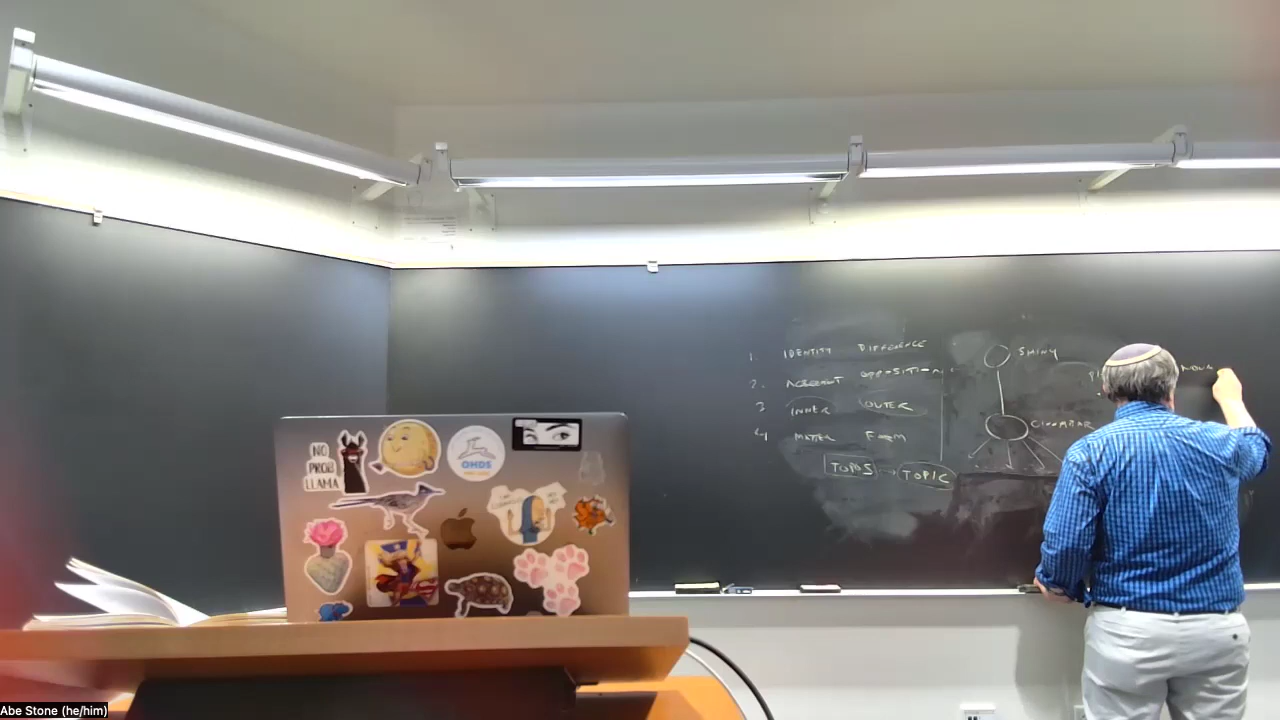 1. IDENTITY DIFFERENCE
2. AGREEMENT OPPOSITION
3 INNER OUTER
4 MATTER FORM
TOPOS → TOPIC
SHINY
CINNABAR
NO
PROB
LLAMA
OHDS
Abe Stone (he/him)